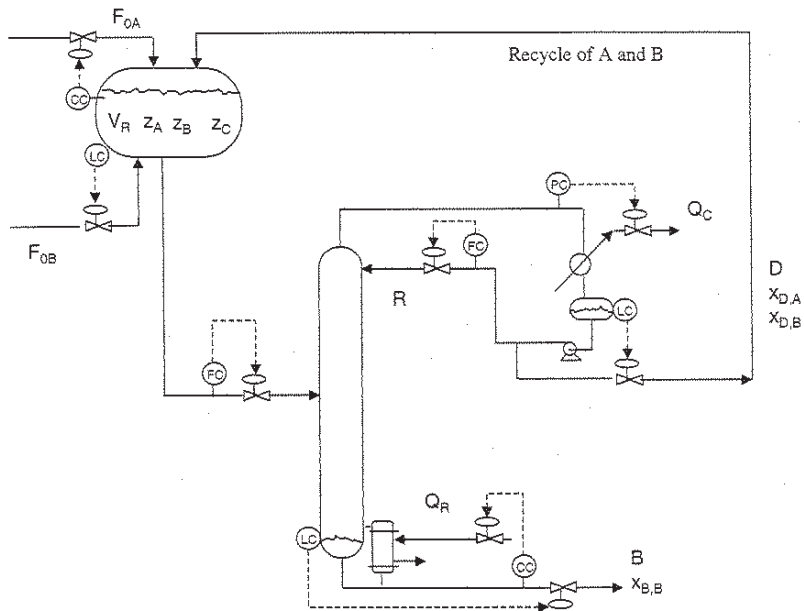 F0A
Recycle of A and B
CC
VR zA zB zC
LC
F0B
PC
QC
FC
R
D
xD,A
xD,B
LC
FC
QR
LC
CC
B
xB,B